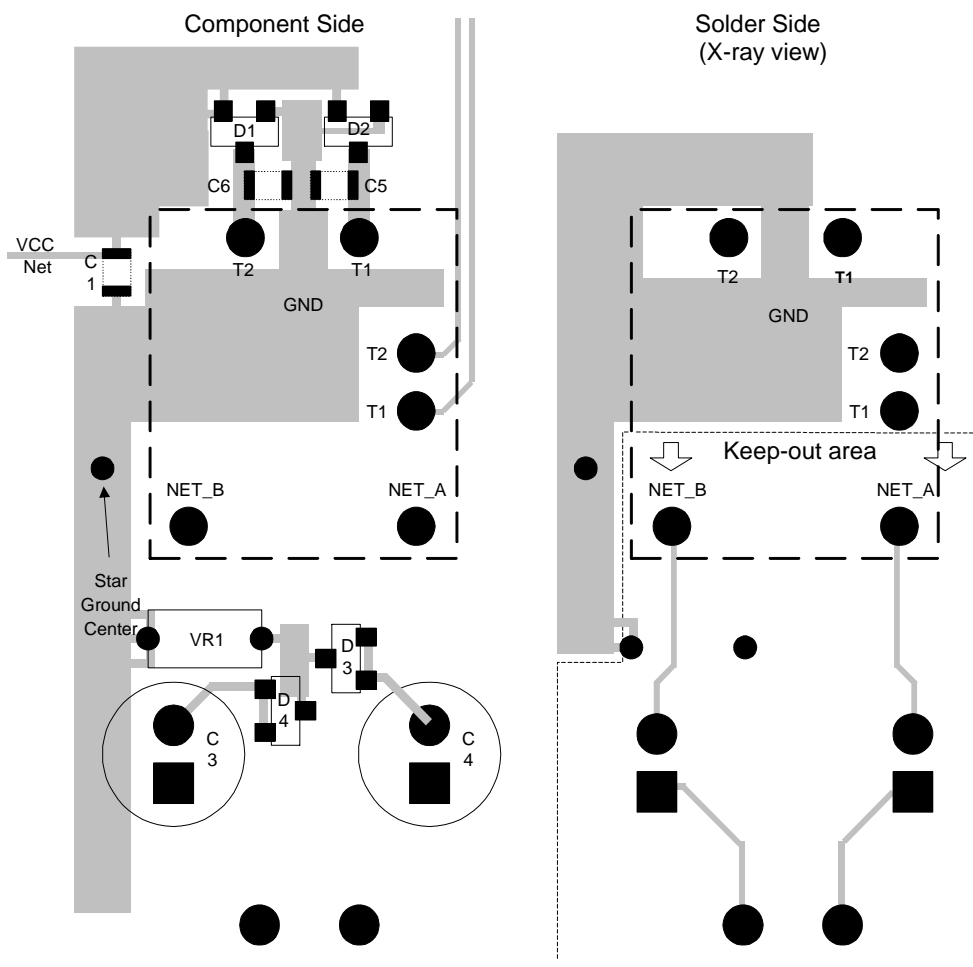 Component Side
Solder Side
(X-ray view)
D1
D2
C6
C5
VCC
Net
C
1
T2
T1
GND
T2
T1
NET_B
NET_A
Star
Ground
Center
VR1
D
3
D
4
C
3
C
4
T2
T1
GND
T2
T1
Keep-out area
NET_B
NET_A